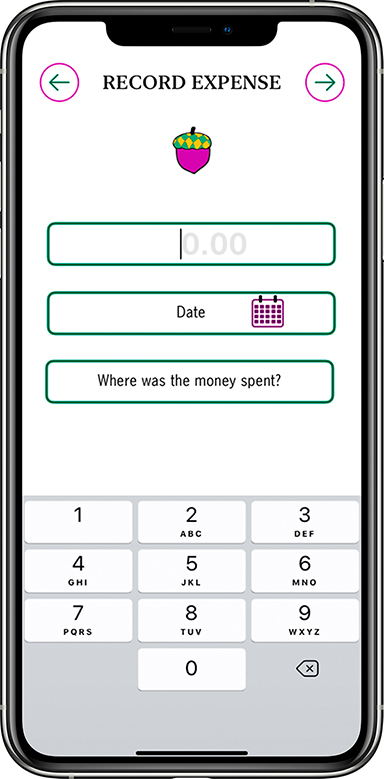 RECORD EXPENSE
0.00
Date
Where was the money spent?
1 2 3
ABC DEF
4 5 6
GHI JKL MNO
7 8 9
PQRS TUV WXYZ
0